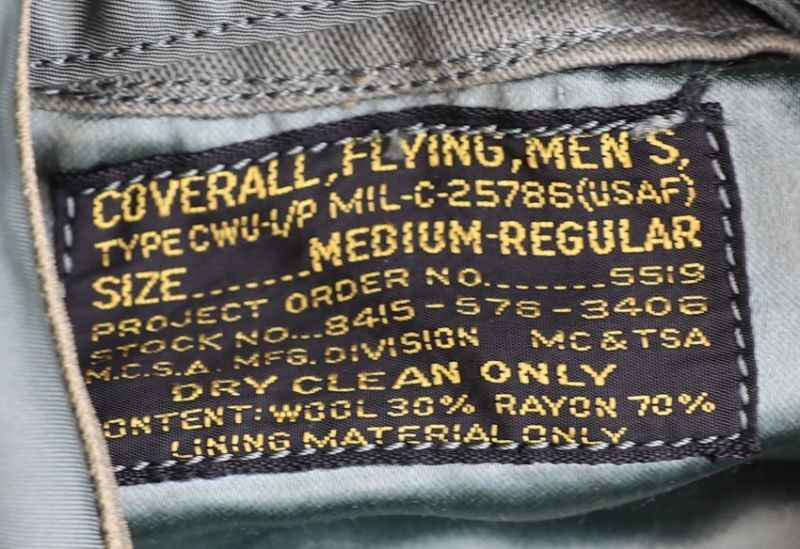 COVERALL, FLYING, MEN'S,
TYPE CWU-1/P MIL-C-25786(USAF)
SIZE.......MEDIUM-REGULAR
PROJECT ORDER NO.......5519
STOCK NO...8415-578-3406
M.C.S.A. MFG. DIVISION MC & TSA
DRY CLEAN ONLY
ONTENT: WOOL 30% RAYON 70%
LINING MATERIAL ONLY